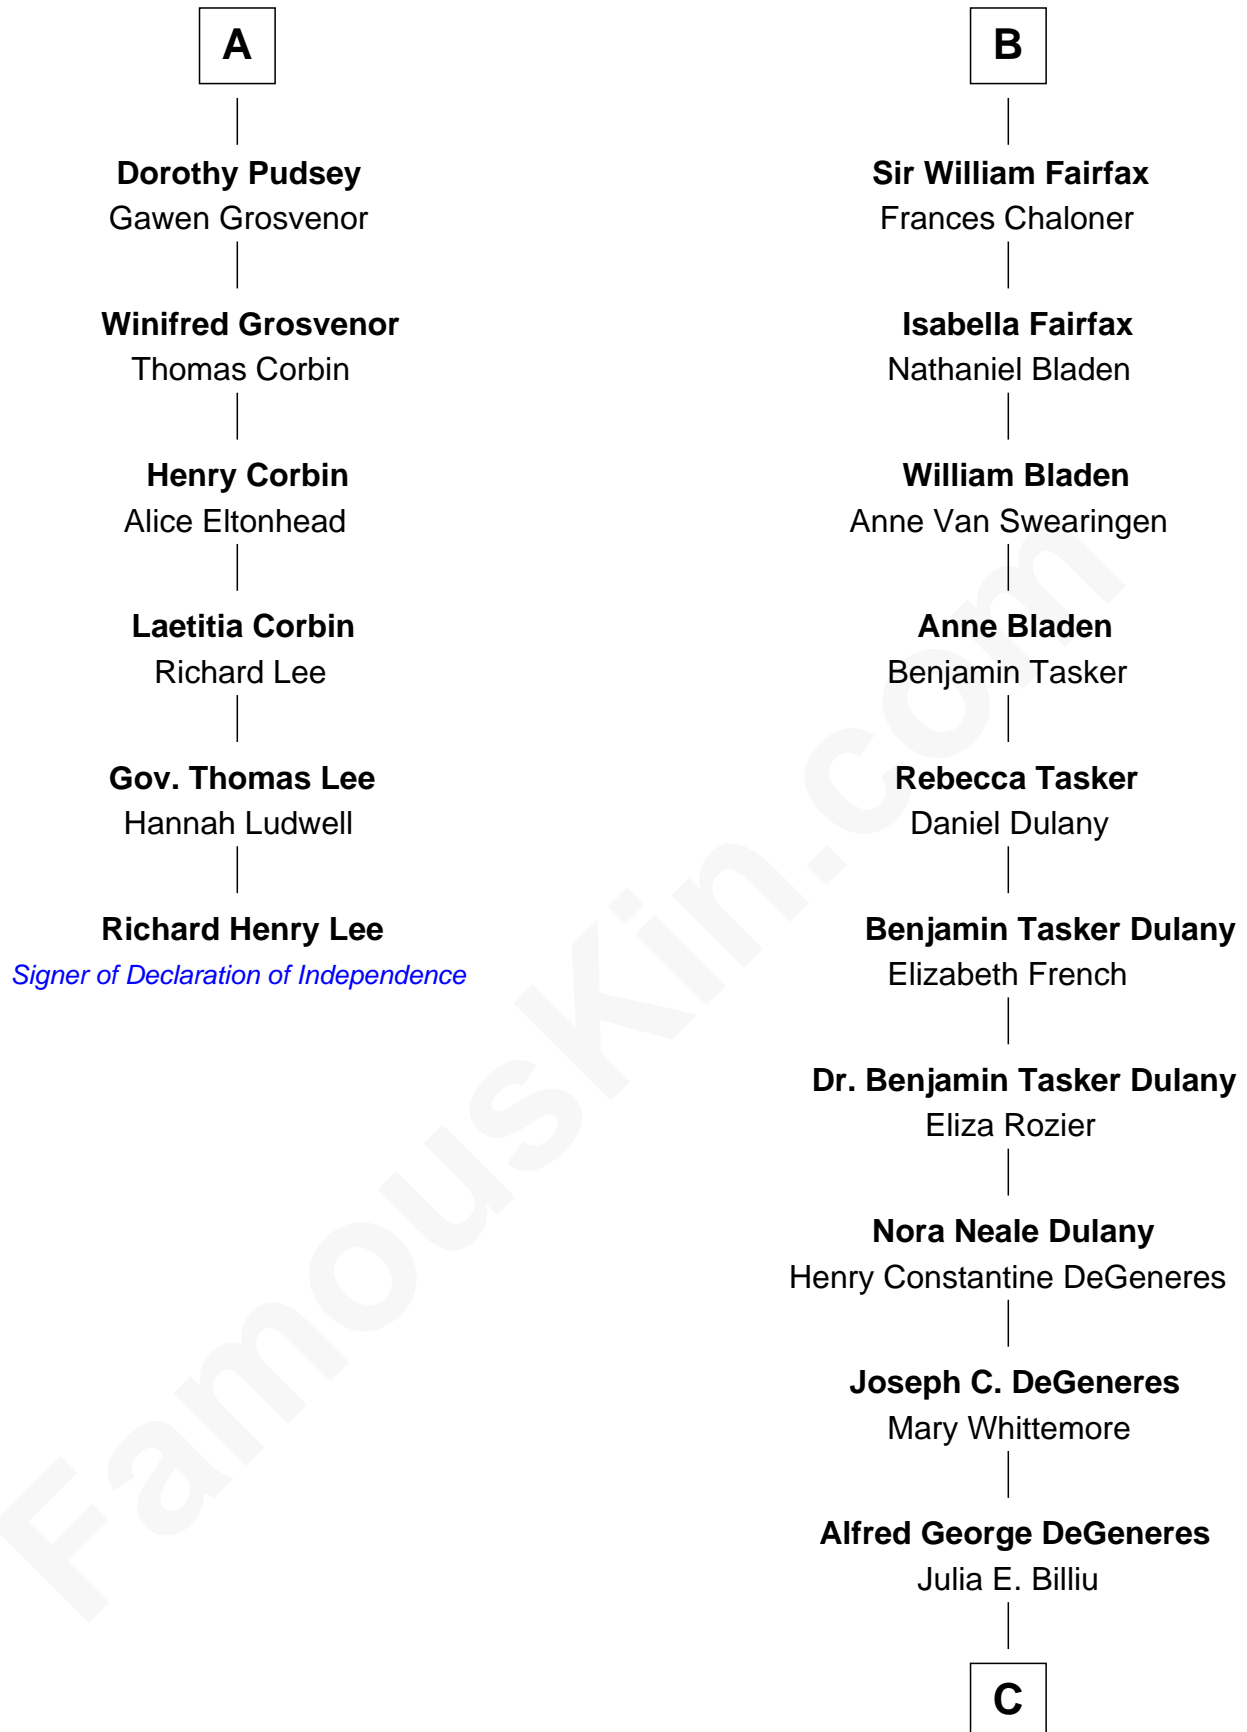 A
Dorothy Pudsey
Gawen Grosvenor
Winifred Grosvenor
Thomas Corbin
Henry Corbin
Alice Eltonhead
Laetitia Corbin
Richard Lee
Gov. Thomas Lee
Hannah Ludwell
Richard Henry Lee
Signer of Declaration of Independence
B
Sir William Fairfax
Frances Chaloner
Isabella Fairfax
Nathaniel Bladen
William Bladen
Anne Van Swearingen
Anne Bladen
Benjamin Tasker
Rebecca Tasker
Daniel Dulany
Benjamin Tasker Dulany
Elizabeth French
Dr. Benjamin Tasker Dulany
Eliza Rozier
Nora Neale Dulany
Henry Constantine DeGeneres
Joseph C. DeGeneres
Mary Whittemore
Alfred George DeGeneres
Julia E. Billiu
C
FamousKin.com